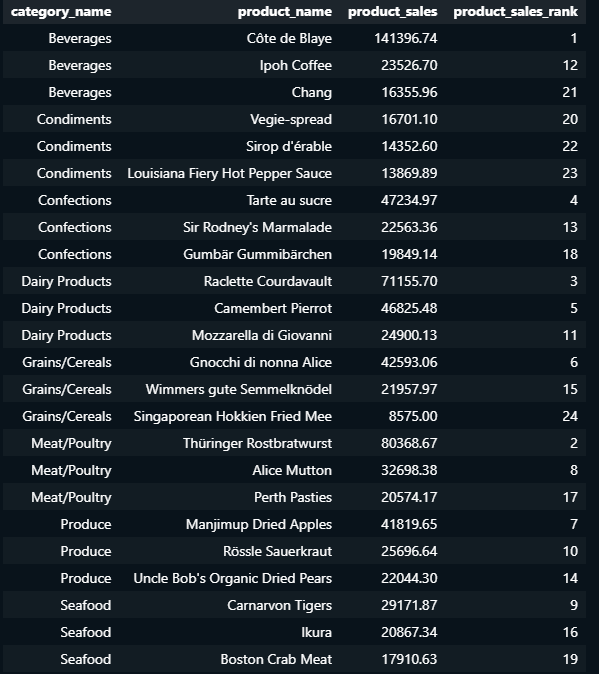 category_name product_name product_sales product_sales_rank
Beverages Côte de Blaye 141396.74 1
Beverages Ipoh Coffee 23526.70 12
Beverages Chang 16355.96 21
Condiments Vegie-spread 16701.10 20
Condiments Sirop d'érable 14352.60 22
Condiments Louisiana Fiery Hot Pepper Sauce 13869.89 23
Confections Tarte au sucre 47234.97 4
Confections Sir Rodney's Marmalade 22563.36 13
Confections Gumbär Gummibärchen 19849.14 18
Dairy Products Raclette Courdavault 71155.70 3
Dairy Products Camembert Pierrot 46825.48 5
Dairy Products Mozzarella di Giovanni 24900.13 11
Grains/Cereals Gnocchi di nonna Alice 42593.06 6
Grains/Cereals Wimmers gute Semmelknödel 21957.97 15
Grains/Cereals Singaporean Hokkien Fried Mee 8575.00 24
Meat/Poultry Thüringer Rostbratwurst 80368.67 2
Meat/Poultry Alice Mutton 32698.38 8
Meat/Poultry Perth Pasties 20574.17 17
Produce Manjimup Dried Apples 41819.65 7
Produce Rössle Sauerkraut 25696.64 10
Produce Uncle Bob's Organic Dried Pears 22044.30 14
Seafood Carnarvon Tigers 29171.87 9
Seafood Ikura 20867.34 16
Seafood Boston Crab Meat 17910.63 19